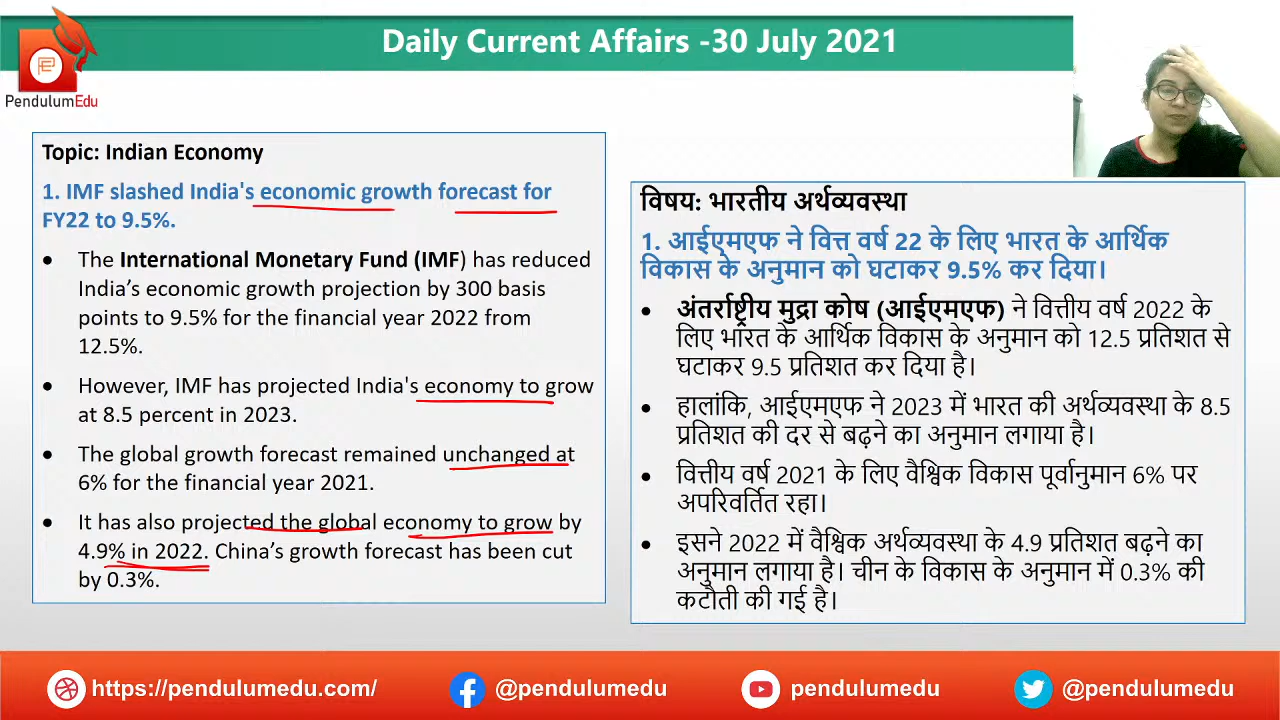 Daily Current Affairs -30 July 2021
PE
PendulumEdu
Topic: Indian Economy
1. IMF slashed India's economic growth forecast for
FY22 to 9.5%.
• The International Monetary Fund (IMF) has reduced
India’s economic growth projection by 300 basis
points to 9.5% for the financial year 2022 from
12.5%.
• However, IMF has projected India's economy to grow
at 8.5 percent in 2023.
• The global growth forecast remained unchanged at
6% for the financial year 2021.
• It has also projected the global economy to grow by
4.9% in 2022. China’s growth forecast has been cut
by 0.3%.
विषय: भारतीय अर्थव्यवस्था
1. आईएमएफ ने वित्त वर्ष 22 के लिए भारत के आर्थिक
विकास के अनुमान को घटाकर 9.5% कर दिया।
• अंतर्राष्ट्रीय मुद्रा कोष (आईएमएफ) ने वित्तीय वर्ष 2022 के
लिए भारत के आर्थिक विकास के अनुमान को 12.5 प्रतिशत से
घटाकर 9.5 प्रतिशत कर दिया है।
• हालांकि, आईएमएफ ने 2023 में भारत की अर्थव्यवस्था के 8.5
प्रतिशत की दर से बढ़ने का अनुमान लगाया है।
• वित्तीय वर्ष 2021 के लिए वैश्विक विकास पूर्वानुमान 6% पर
अपरिवर्तित रहा।
• इसने 2022 में वैश्विक अर्थव्यवस्था के 4.9 प्रतिशत बढ़ने का
अनुमान लगाया है। चीन के विकास के अनुमान में 0.3% की
कटौती की गई है।
https://pendulumedu.com/
@pendulumedu
pendulumedu
@pendulumedu